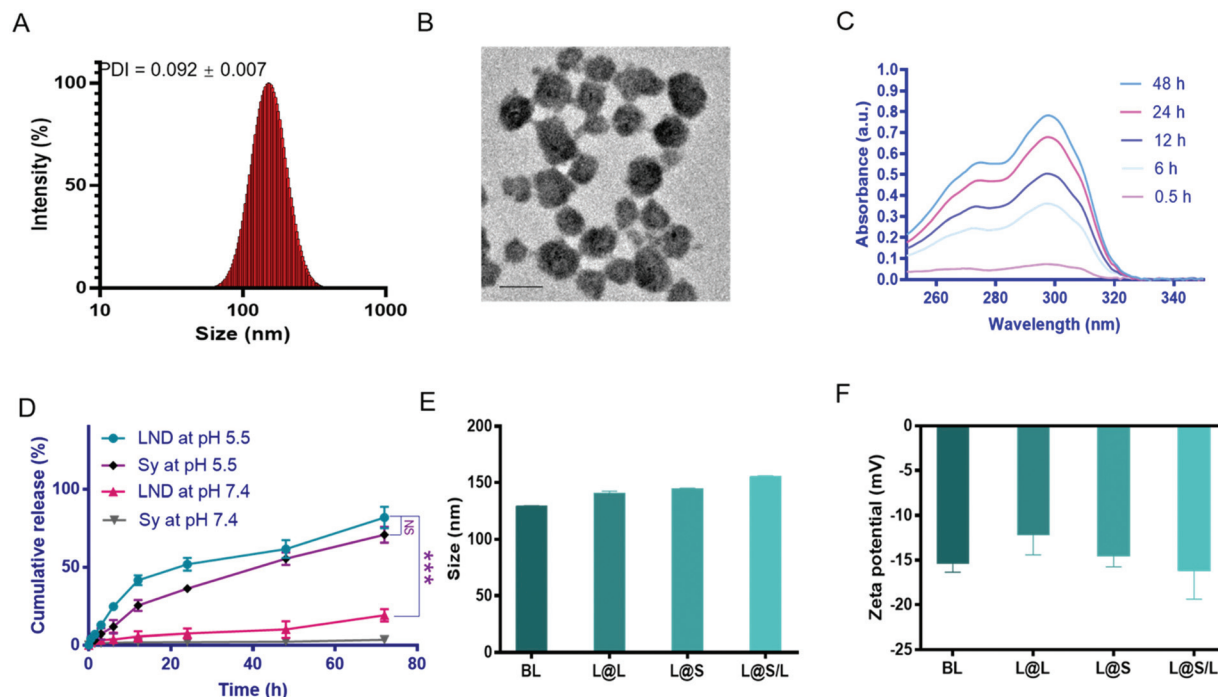 A
PDI = 0.092 ± 0.007
100
50
0
Intensity (%)
10
100
1000
Size (nm)
B
C
1.0
0.9
0.8
0.7
0.6
0.5
0.4
0.3
0.2
0.1
0.0
Absorbance (a.u.)
260
280
300
320
340
Wavelength (nm)
48 h
24 h
12 h
6 h
0.5 h
D
LND at pH 5.5
Sy at pH 5.5
LND at pH 7.4
Sy at pH 7.4
100
50
0
Cumulative release (%)
0
20
40
60
80
Time (h)
NS
***
E
200
150
100
50
0
Size (nm)
BL
L@L
L@S
L@S/L
F
0
-5
-10
-15
-20
-25
Zeta potential (mV)
BL
L@L
L@S
L@S/L